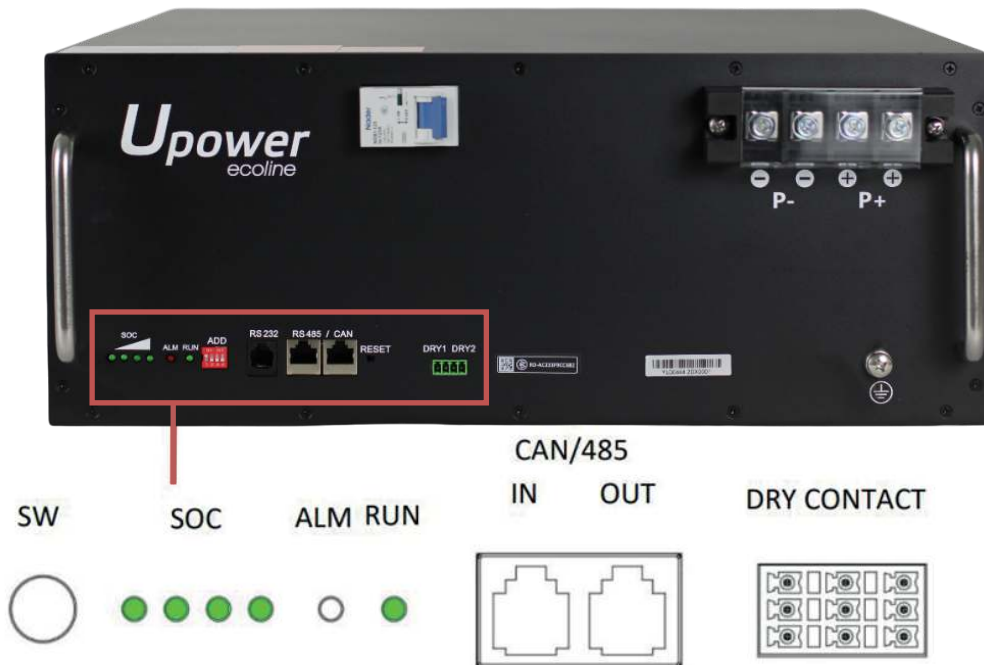 Upower
ecoline
Nader
P- P+
SOC
ALM RUN ADD
RS232 RS485 / CAN
RESET
DRY1 DRY2
CAN/485
SW SOC ALM RUN IN OUT DRY CONTACT